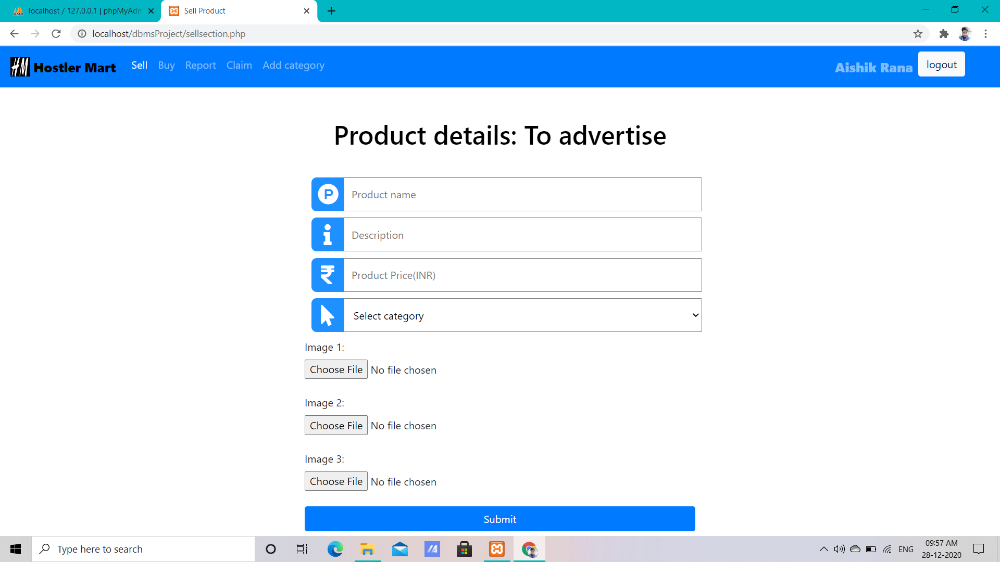 localhost / 127.0.0.1 | phpMyAdm
Sell Product
localhost/dbmsProject/sellsection.php
HM Hostler Mart
Sell Buy Report Claim Add category
Aishik Rana
logout
Product details: To advertise
P
Product name
Description
₹
Product Price(INR)
Select category
Image 1:
Choose File No file chosen
Image 2:
Choose File No file chosen
Image 3:
Choose File No file chosen
Submit
Type here to search
ENG
09:57 AM
28-12-2020